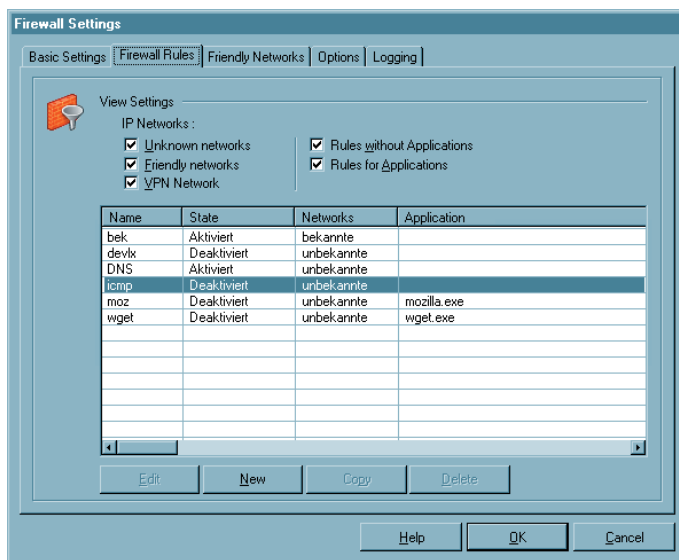 Firewall Settings
Basic Settings Firewall Rules Friendly Networks Options Logging
View Settings
IP Networks :
Unknown networks Rules without Applications
Friendly networks Rules for Applications
VPN Network
Name State Networks Application
bek Aktiviert bekannte
devlx Deaktiviert unbekannte
DNS Aktiviert unbekannte
icmp Deaktiviert unbekannte
moz Deaktiviert unbekannte mozilla.exe
wget Deaktiviert unbekannte wget.exe
Edit New Copy Delete
Help OK Cancel